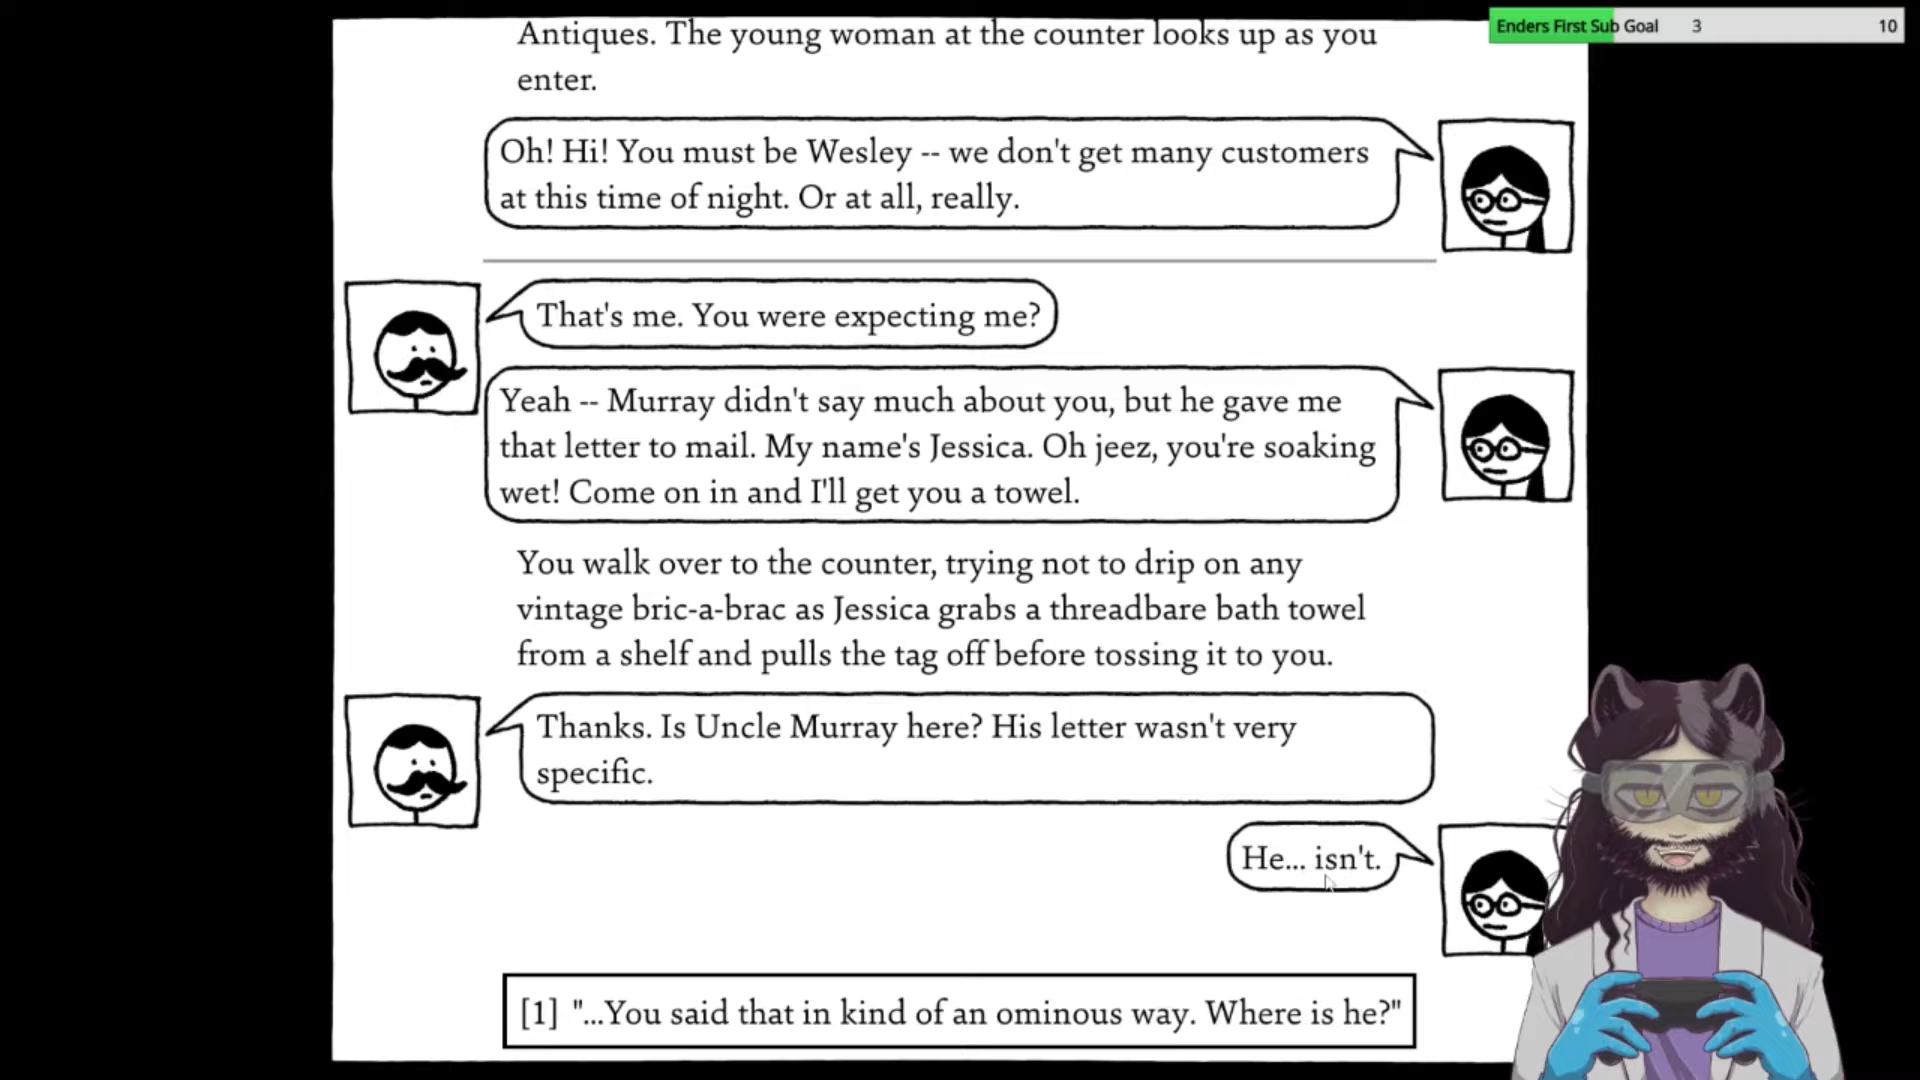 Antiques. The young woman at the counter looks up as you
enter.
Enders First Sub Goal 3 10
Oh! Hi! You must be Wesley -- we don't get many customers
at this time of night. Or at all, really.
That's me. You were expecting me?
Yeah -- Murray didn't say much about you, but he gave me
that letter to mail. My name's Jessica. Oh jeez, you're soaking
wet! Come on in and I'll get you a towel.
You walk over to the counter, trying not to drip on any
vintage bric-a-brac as Jessica grabs a threadbare bath towel
from a shelf and pulls the tag off before tossing it to you.
Thanks. Is Uncle Murray here? His letter wasn't very
specific.
He... isn't.
[1] "...You said that in kind of an ominous way. Where is he?"